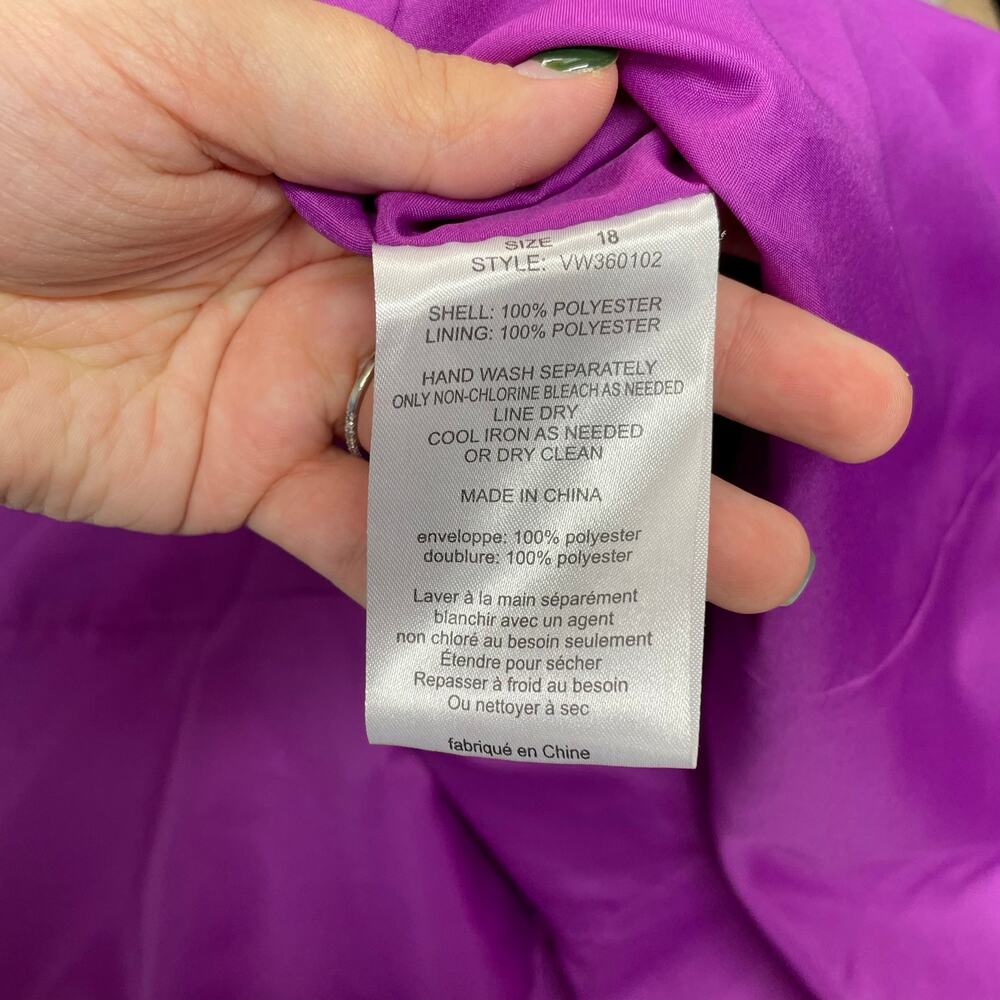 SIZE 18
STYLE: VW360102
SHELL: 100% POLYESTER
LINING: 100% POLYESTER
HAND WASH SEPARATELY
ONLY NON-CHLORINE BLEACH AS NEEDED
LINE DRY
COOL IRON AS NEEDED
OR DRY CLEAN
MADE IN CHINA
enveloppe: 100% polyester
doublure: 100% polyester
Laver à la main séparément
blanchir avec un agent
non chloré au besoin seulement
Étendre pour sécher
Repasser à froid au besoin
Ou nettoyer à sec
fabriqué en Chine